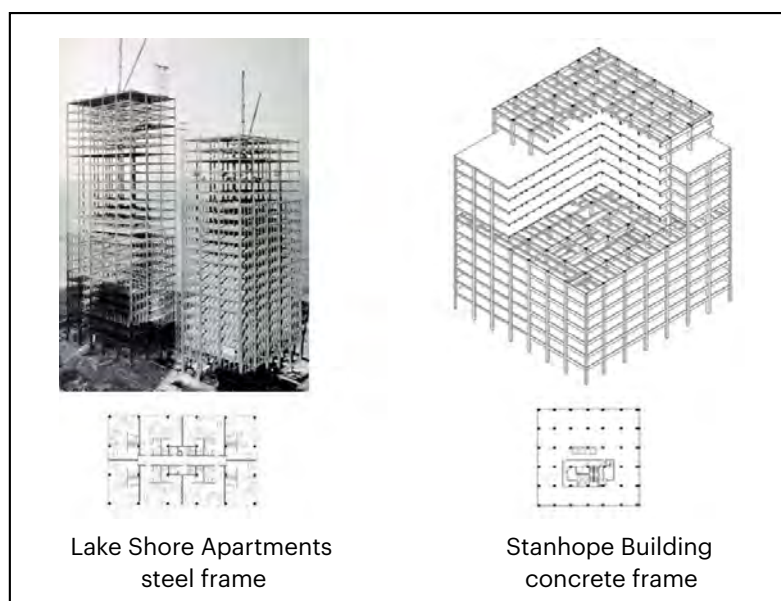 Lake Shore Apartments
steel frame
Stanhope Building
concrete frame